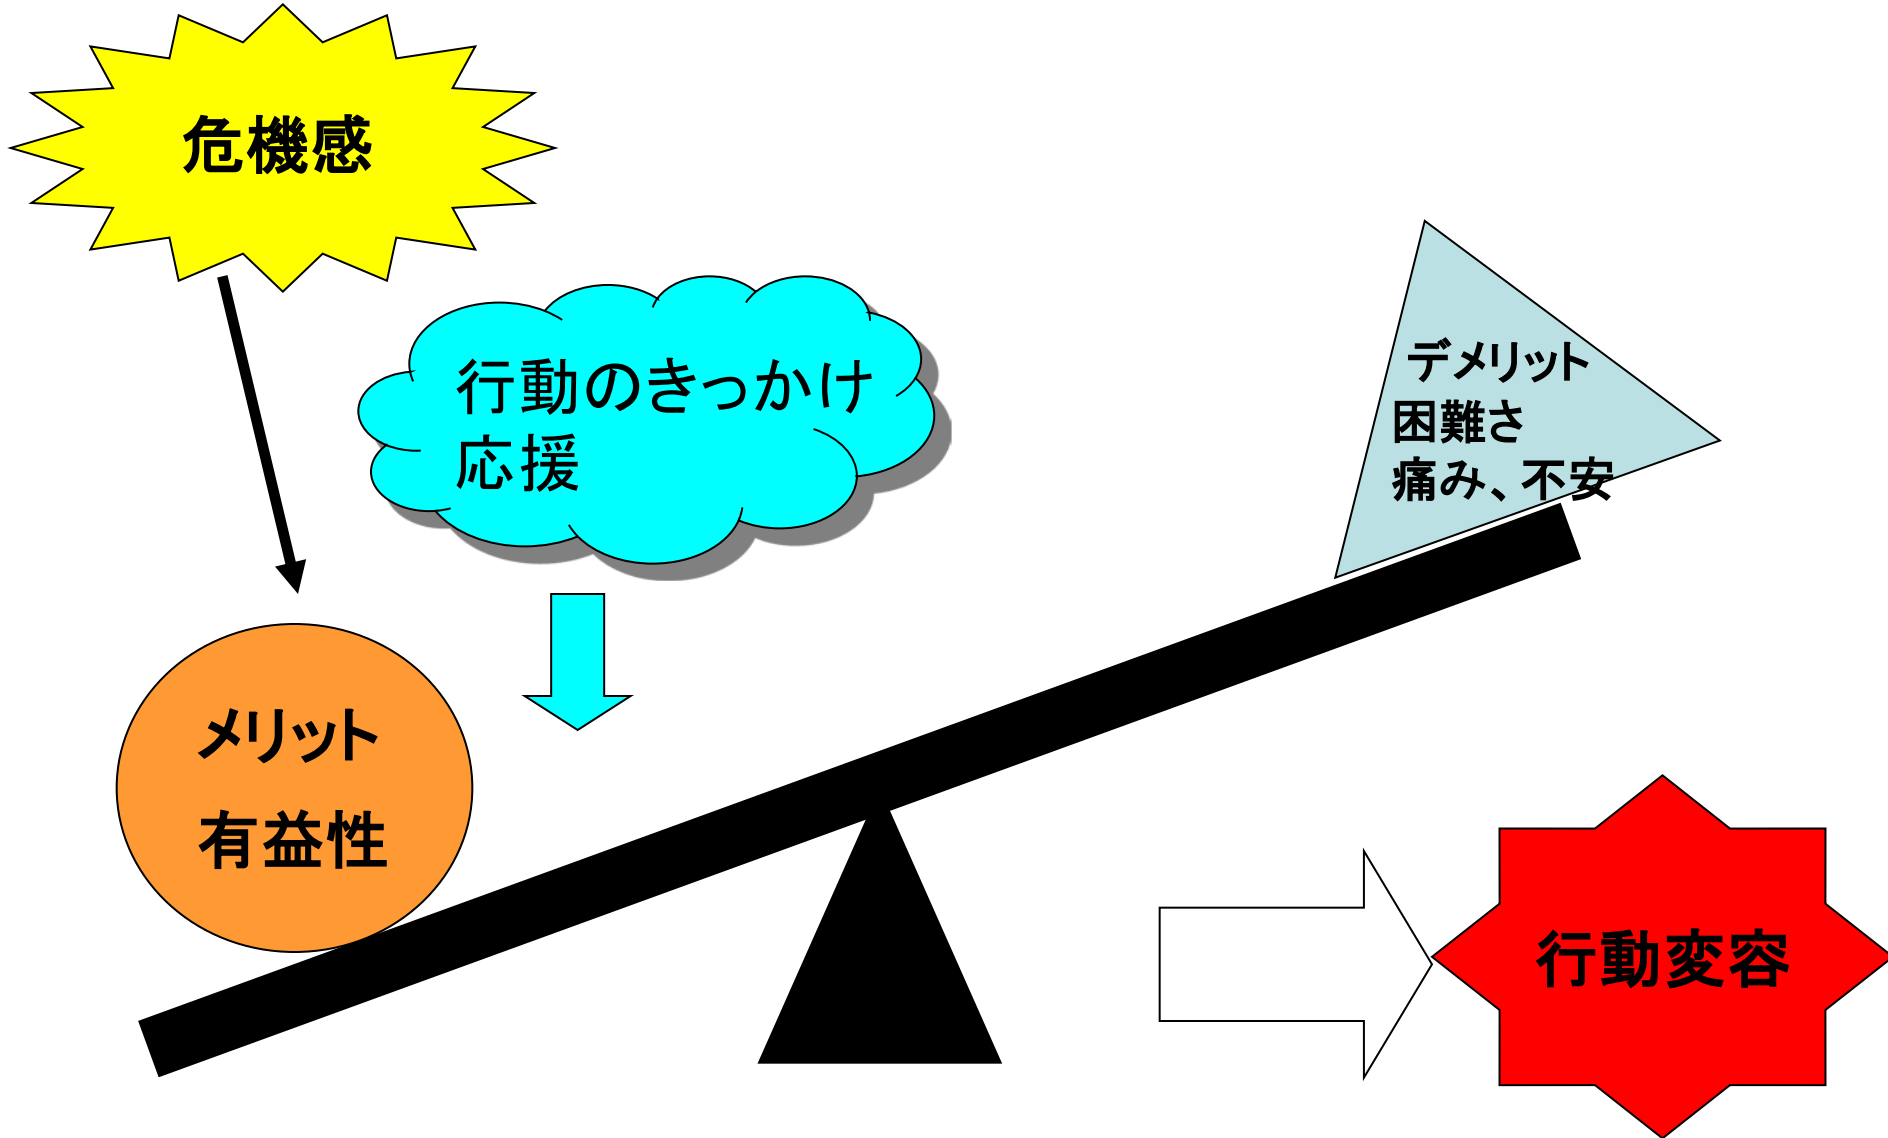 危機感
行動のきっかけ
応援
デメリット
困難さ
痛み、不安
メリット
有益性
行動変容